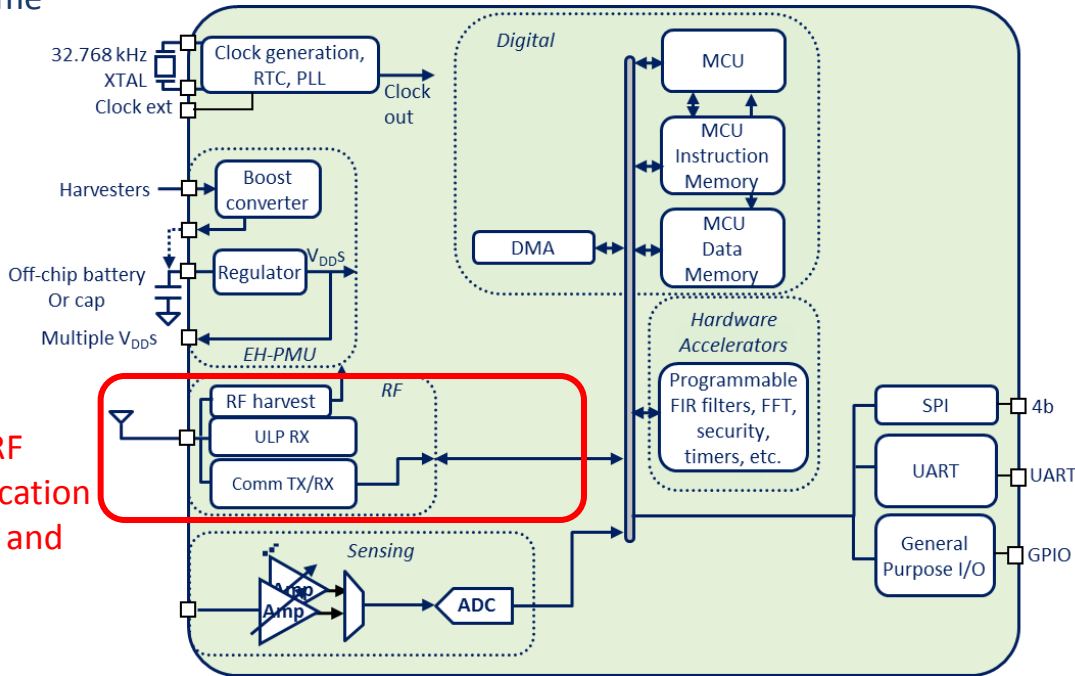 me
32.768 kHz
XTAL
Clock ext
Clock generation,
RTC, PLL
Clock
out
Digital
MCU
MCU
Instruction
Memory
MCU
Data
Memory
DMA
Harvesters
Boost
converter
Off-chip battery
Or cap
Regulator
VDDs
Multiple VDDs
EH-PMU
Hardware
Accelerators
Programmable
FIR filters, FFT,
security,
timers, etc.
RF
RF harvest
ULP RX
Comm TX/RX
RF
cation
and
SPI
4b
UART
UART
General
Purpose I/O
GPIO
Sensing
Amp
Amp
ADC